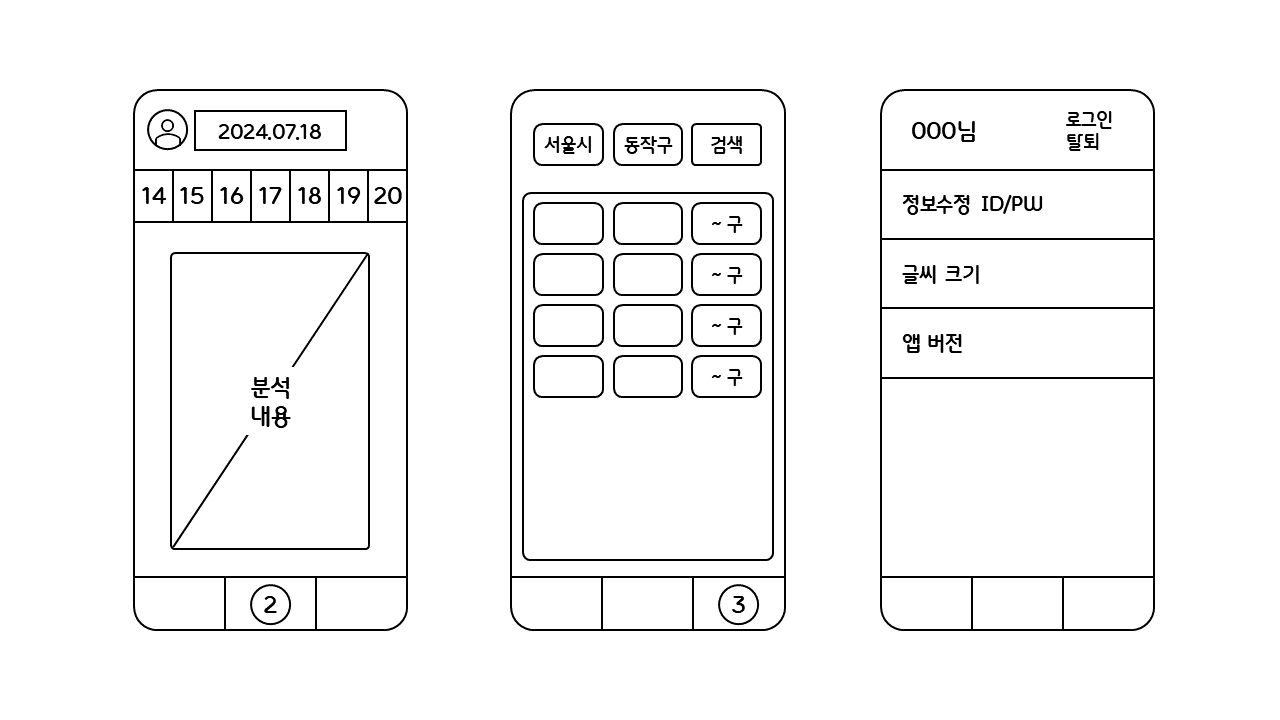 2024.07.18
14 15 16 17 18 19 20
분석
내용
2
서울시 동작구 검색
~ 구
~ 구
~ 구
~ 구
3
000님
로그인
탈퇴
정보수정 ID/PW
글씨 크기
앱 버전